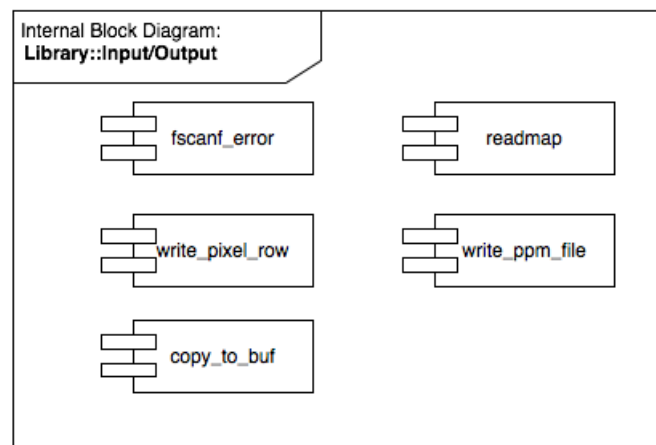 Internal Block Diagram:
Library::Input/Output
fscanf_error
readmap
write_pixel_row
write_ppm_file
copy_to_buf